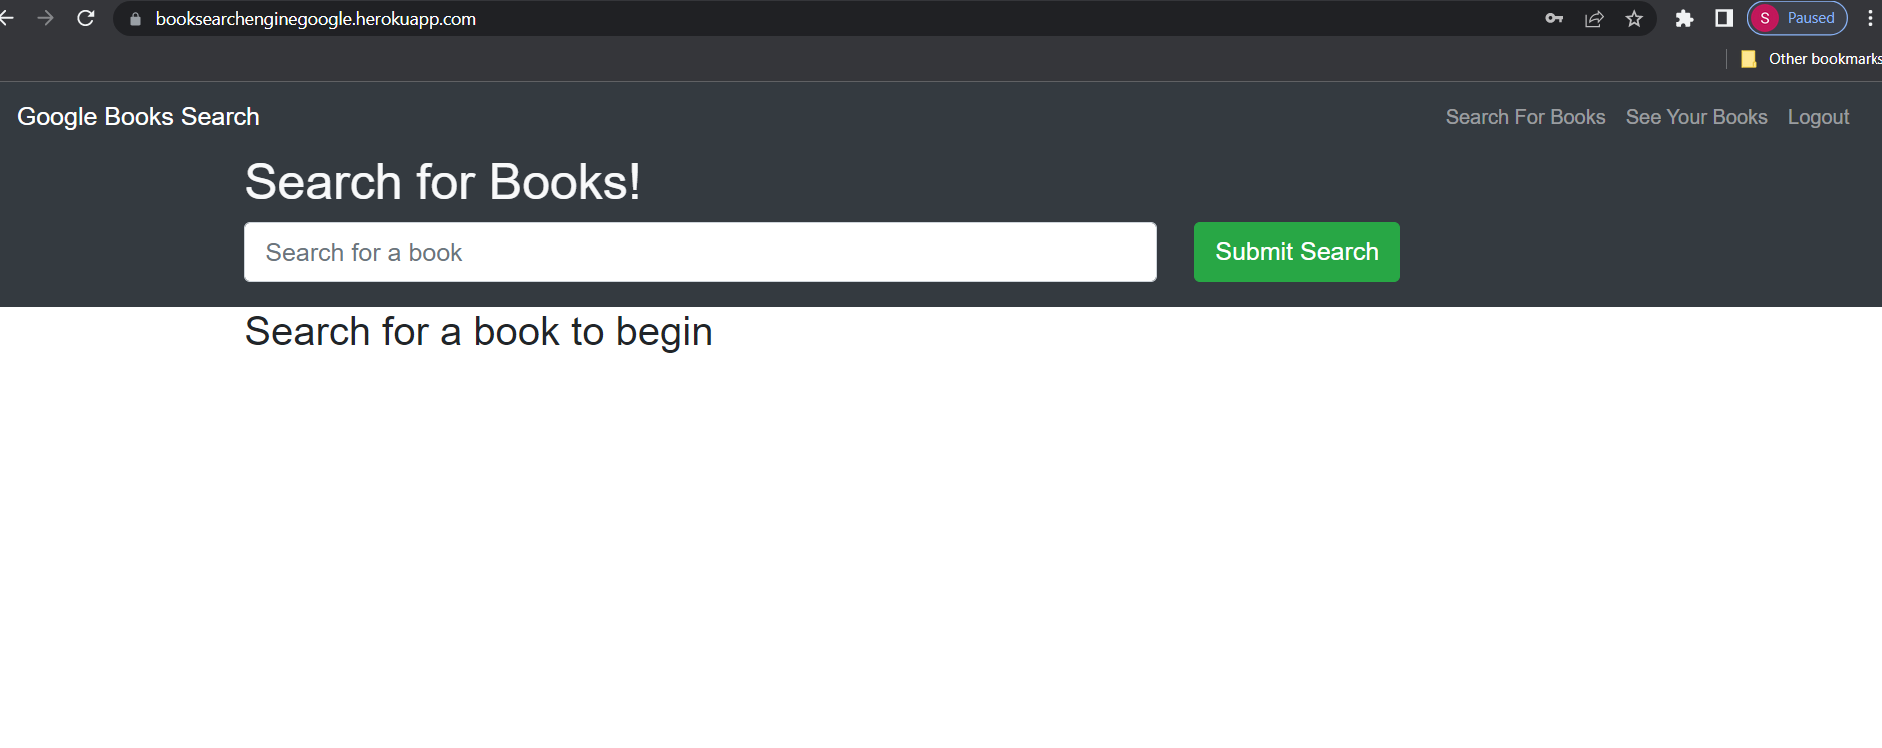 booksearchenginegoogle.herokuapp.com
S Paused
Other bookmarks
Google Books Search
Search For Books See Your Books Logout
Search for Books!
Search for a book
Submit Search
Search for a book to begin